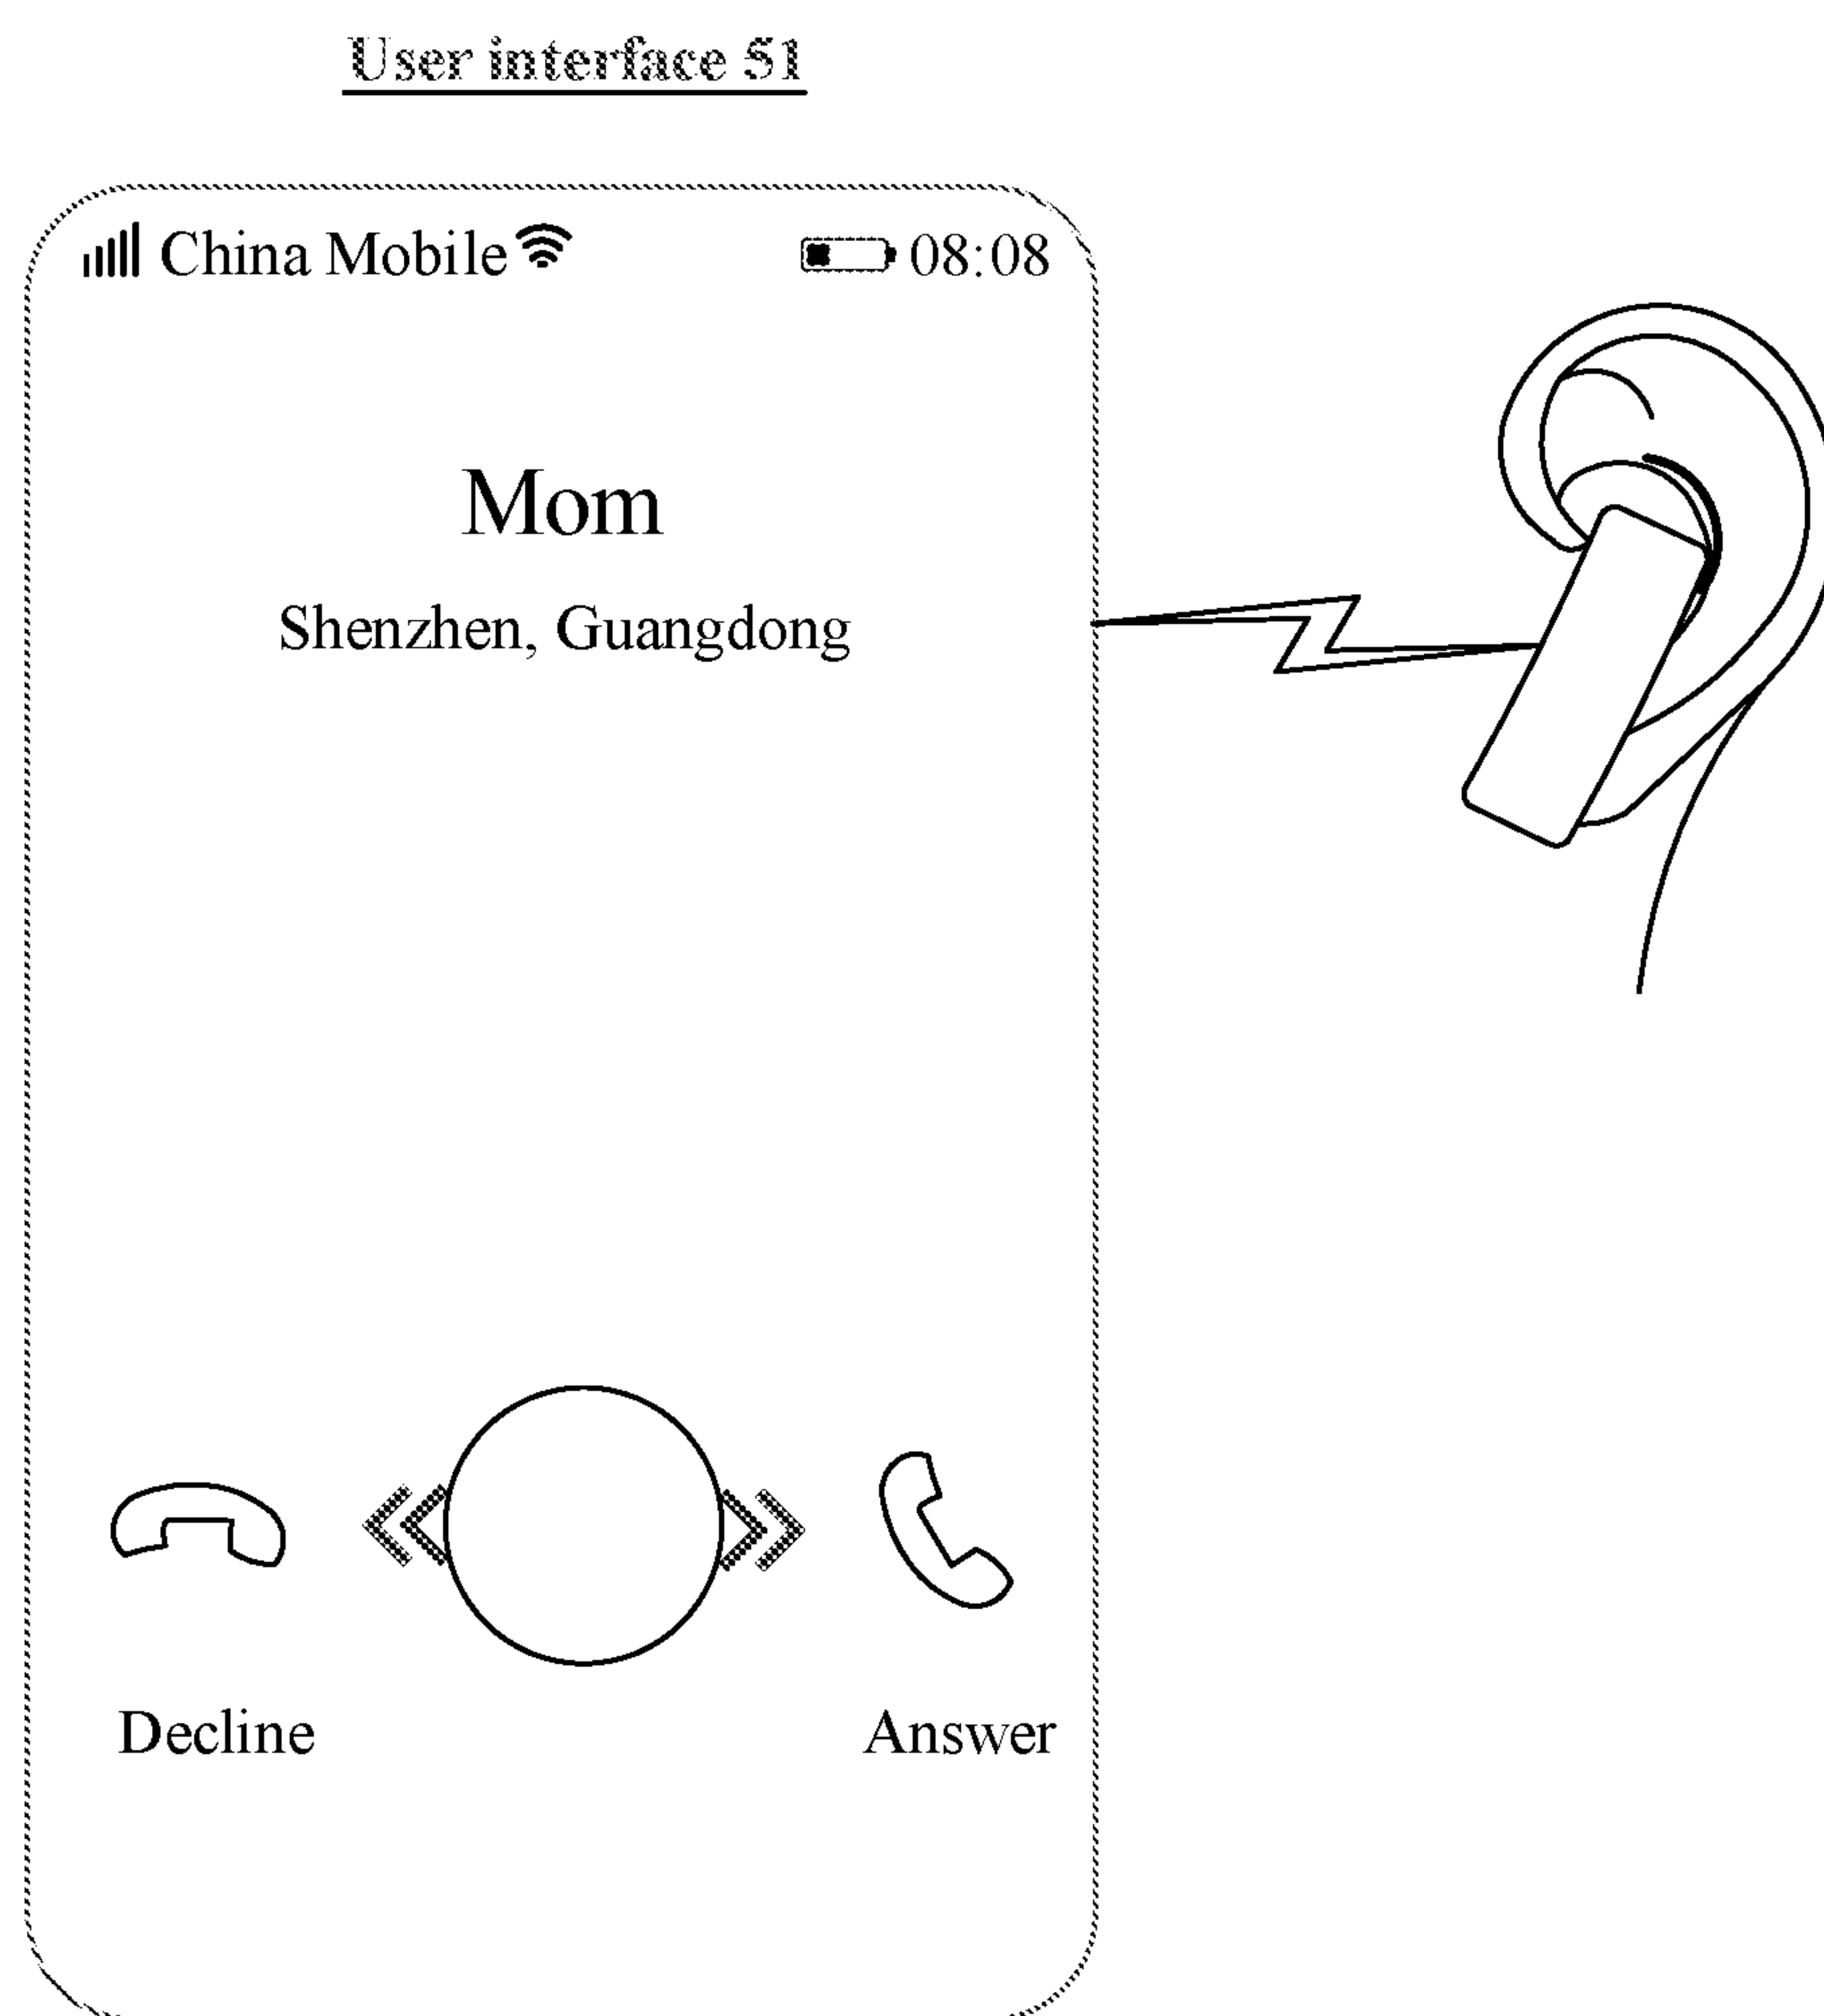 User interface 51
China Mobile 08:08
Mom
Shenzhen, Guangdong
Decline Answer